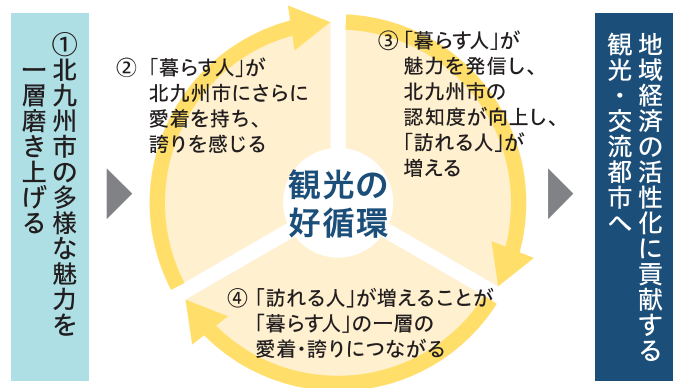 ①北九州市の多様な魅力を
一層磨き上げる
② 「暮らす人」が
北九州市にさらに
愛着を持ち、
誇りを感じる
③「暮らす人」が
魅力を発信し、
北九州市の
認知度が向上し、
「訪れる人」が
増える
観光の
好循環
④「訪れる人」が増えることが
「暮らす人」の一層の
愛着・誇りにつながる
地域経済の活性化に貢献する
観光・交流都市へ